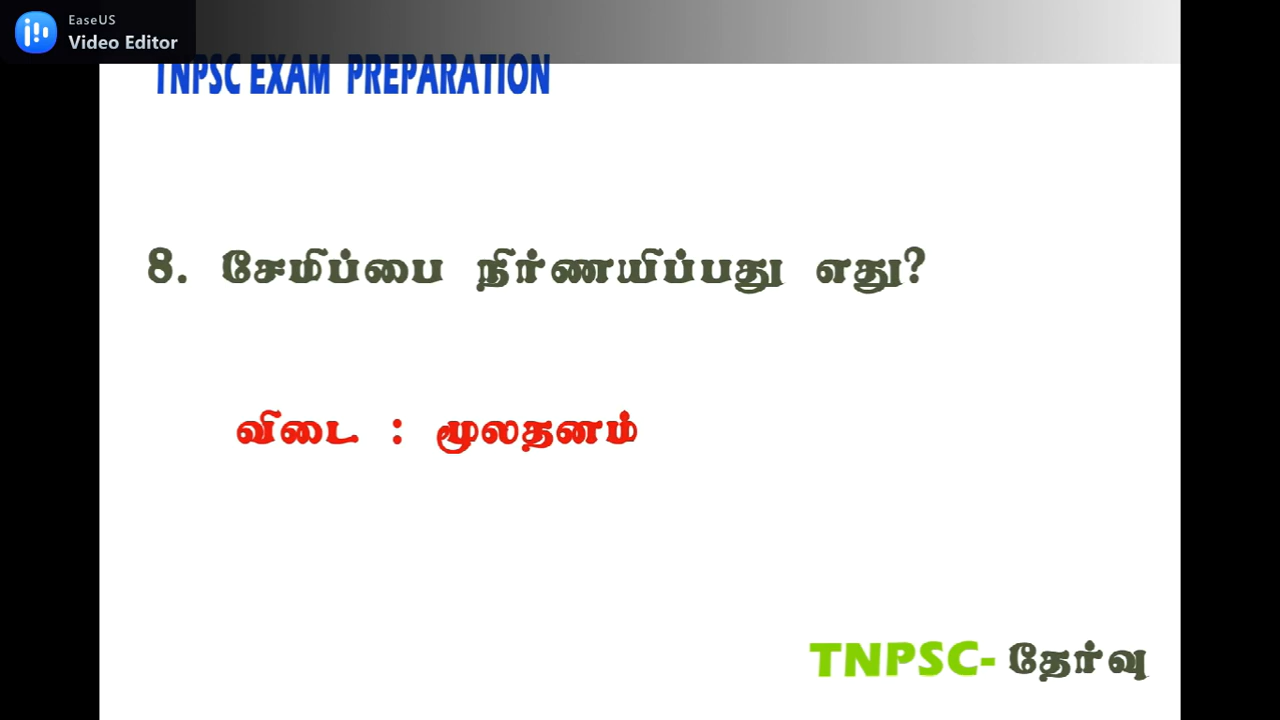 EaseUS
Video Editor
TNPSC EXAM PREPARATION
8. சேமிப்பை நிர்ணயிப்பது எது?
விடை : மூலதனம்
TNPSC- தேர்வு